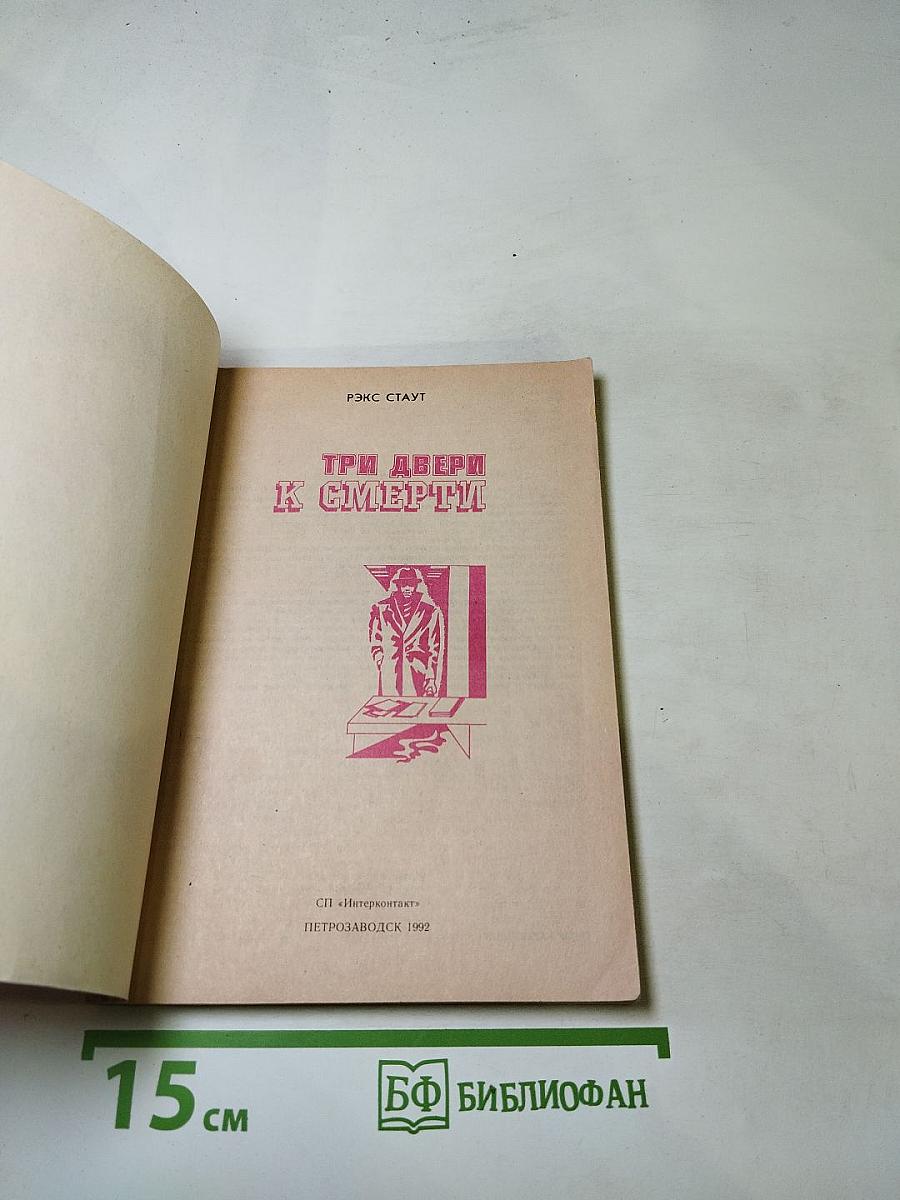 РЭКС СТАУТ
ТРИ ДВЕРИ
К СМЕРТИ
СП «Интерконтакт»
ПЕТРОЗАВОДСК 1992
15 см
БФ БИБЛИОФАН